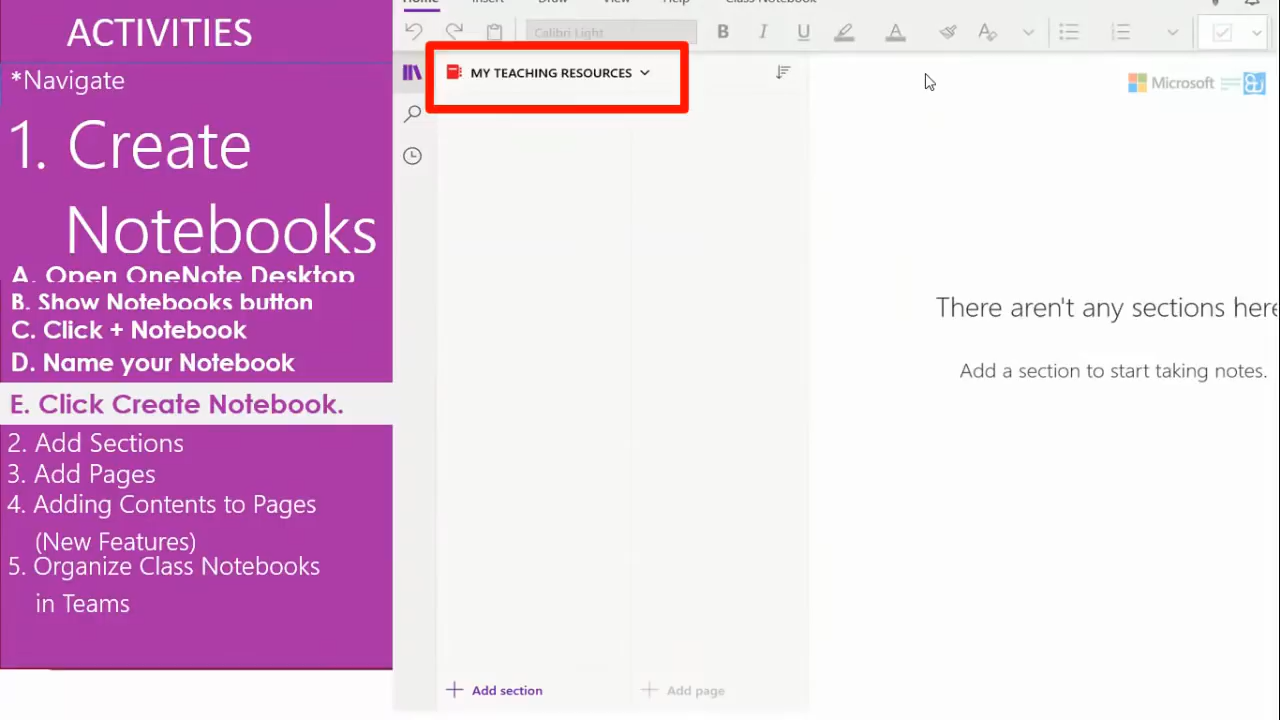 ACTIVITIES
*Navigate
1. Create
Notebooks
A. Open OneNote Desktop
B. Show Notebooks button
C. Click + Notebook
D. Name your Notebook
E. Click Create Notebook.
2. Add Sections
3. Add Pages
4. Adding Contents to Pages
(New Features)
5. Organize Class Notebooks
in Teams
Home Insert Draw View Help Class Notebook
Calibri Light
B I U A A
MY TEACHING RESOURCES
Microsoft
There aren't any sections here
Add a section to start taking notes.
+ Add section + Add page